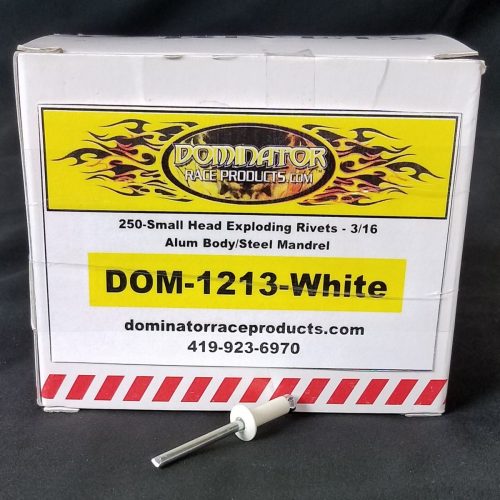 DOMINATOR
RACE PRODUCTS.COM
250-Small Head Exploding Rivets - 3/16
Alum Body/Steel Mandrel
DOM-1213-White
dominatorraceproducts.com
419-923-6970